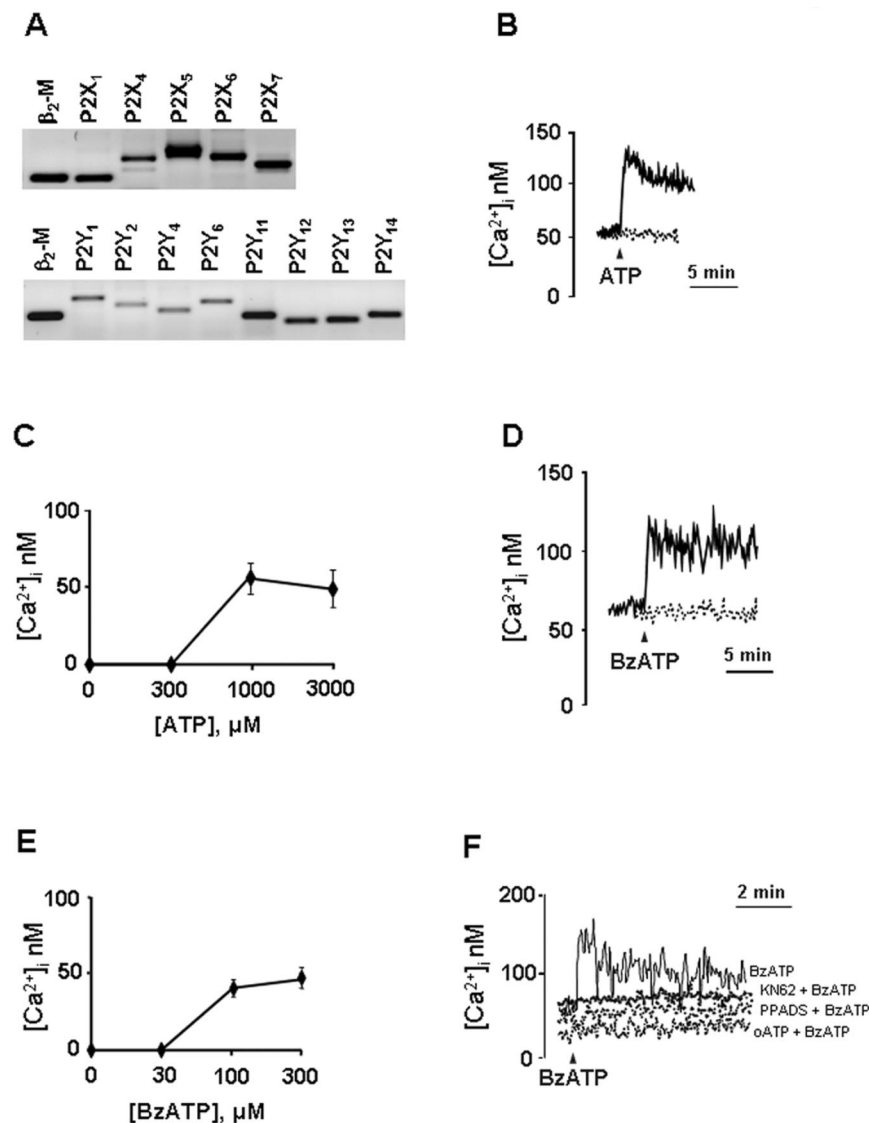 A
β₂-M P2X₁ P2X₄ P2X₅ P2X₆ P2X₇
β₂-M P2Y₁ P2Y₂ P2Y₄ P2Y₆ P2Y₁₁ P2Y₁₂ P2Y₁₃ P2Y₁₄
B
[Ca²⁺]ᵢ nM
150
100
50
0
ATP
5 min
C
[Ca²⁺]ᵢ nM
100
50
0
0 300 1000 3000
[ATP], µM
D
[Ca²⁺]ᵢ nM
150
100
50
0
BzATP
5 min
E
[Ca²⁺]ᵢ nM
100
50
0
0 30 100 300
[BzATP], µM
F
[Ca²⁺]ᵢ nM
200
100
0
2 min
BzATP
KN62 + BzATP
PPADS + BzATP
oATP + BzATP
BzATP